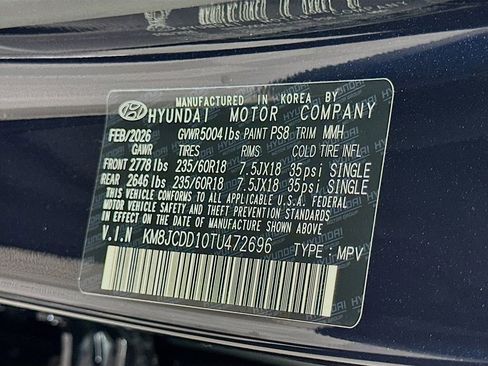 MANUFACTURED IN KOREA BY
HYUNDAI MOTOR COMPANY
FEB/2026 GVWR 5004 lbs PAINT PS8 TRIM MMH
GAWR TIRES RIMS COLD TIRE INFL
FRONT 2778 lbs 235/60R18 7.5JX18 35psi SINGLE
REAR 2646 lbs 235/60R18 7.5JX18 35psi SINGLE
THIS VEHICLE CONFORMS TO ALL APPLICABLE U.S.A. FEDERAL
MOTOR VEHICLE SAFETY AND THEFT PREVENTION STANDARDS
IN EFFECT ON THE DATE OF MANUFACTURE SHOWN ABOVE.
V.I.N KM8JCDD10TU472696 TYPE : MPV